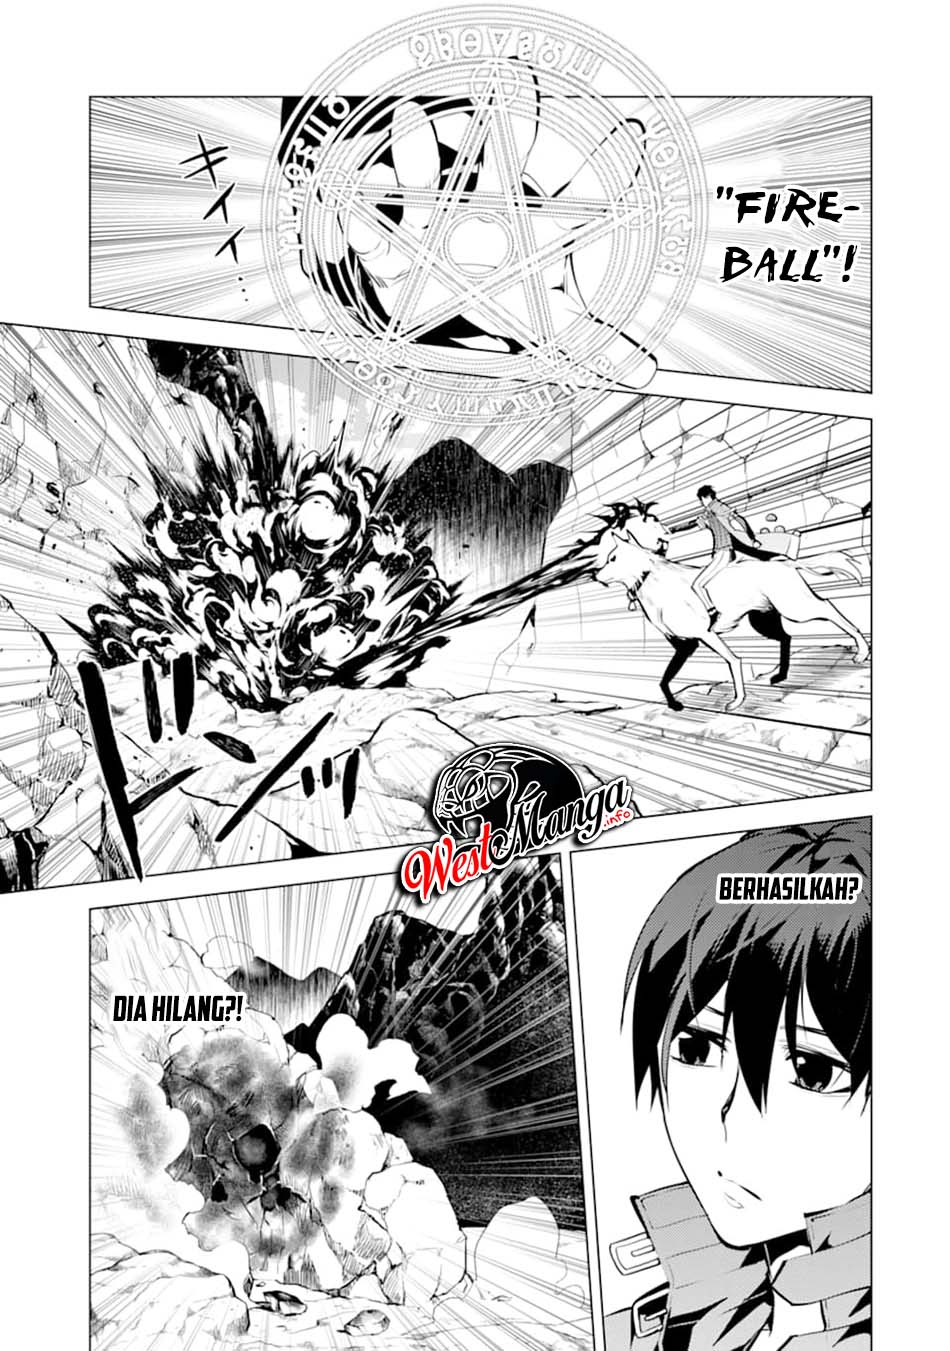 キィィ…
"FIRE-
BALL"!
ドンッ
WestManga
.info
BERHASILKAH?
DIA HILANG?!